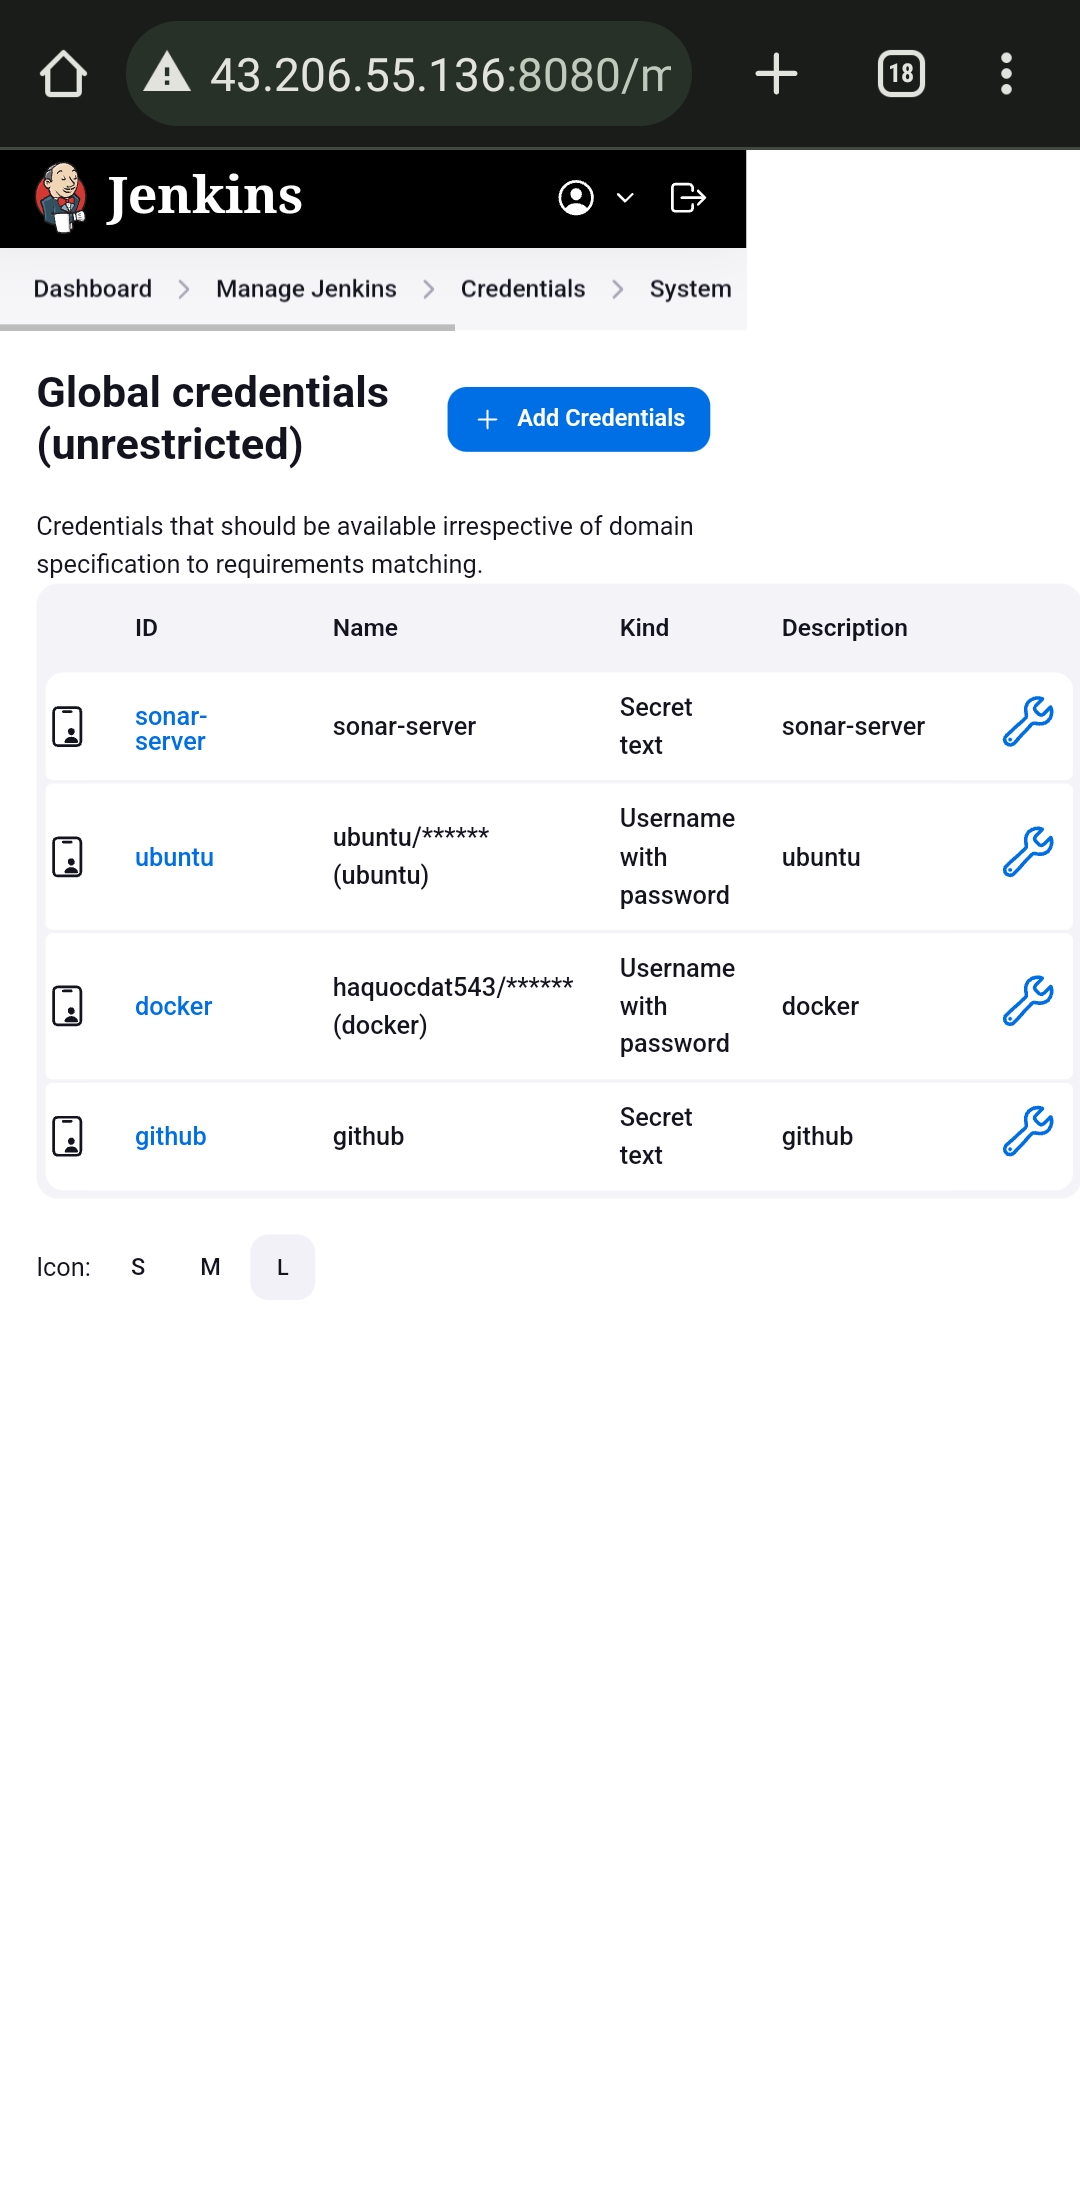 43.206.55.136:8080/m
18
Jenkins
Dashboard > Manage Jenkins > Credentials > System
Global credentials
(unrestricted)
+ Add Credentials
Credentials that should be available irrespective of domain
specification to requirements matching.
ID Name Kind Description
sonar-
server
sonar-server
Secret
text
sonar-server
ubuntu
ubuntu/******
(ubuntu)
Username
with
password
ubuntu
docker
haquocdat543/******
(docker)
Username
with
password
docker
github
github
Secret
text
github
Icon: S M L